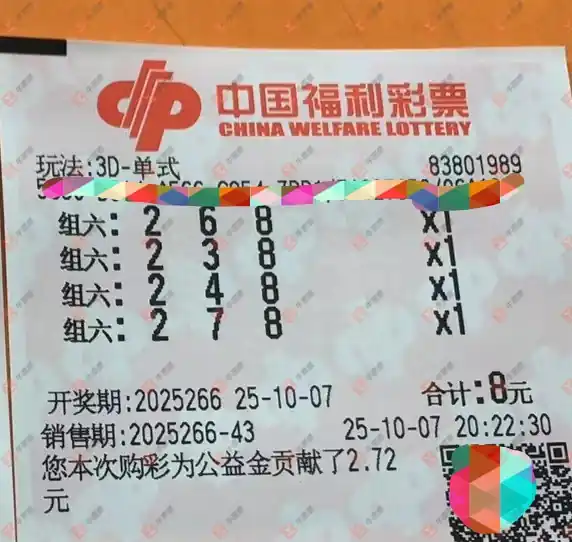 中国福利彩票
CHINA WELFARE LOTTERY
玩法:3D-单式 83801989
组六: 2 6 8 x1
组六: 2 3 8 x1
组六: 2 4 8 x1
组六: 2 7 8 x1
开奖期:2025266 25-10-07 合计:8元
销售期:2025266-43 25-10-07 20:22:30
您本次购彩为公益金贡献了2.72
元